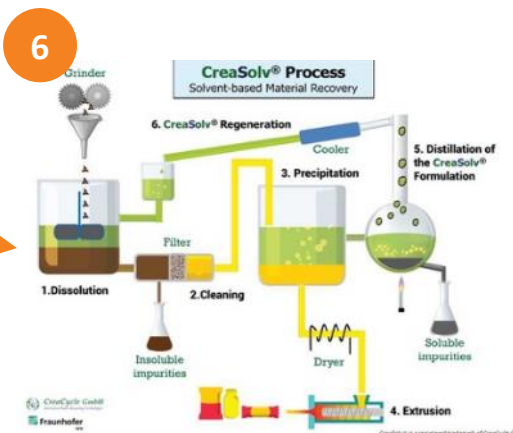 6
Grinder
CreaSolv® Process
Solvent-based Material Recovery
6. CreaSolv® Regeneration
Cooler
5. Distillation of
the CreaSolv®
Formulation
3. Precipitation
Filter
1.Dissolution
2.Cleaning
Insoluble
impurities
Dryer
Soluble
impurities
4. Extrusion
CreaCycle GmbH
Fraunhofer